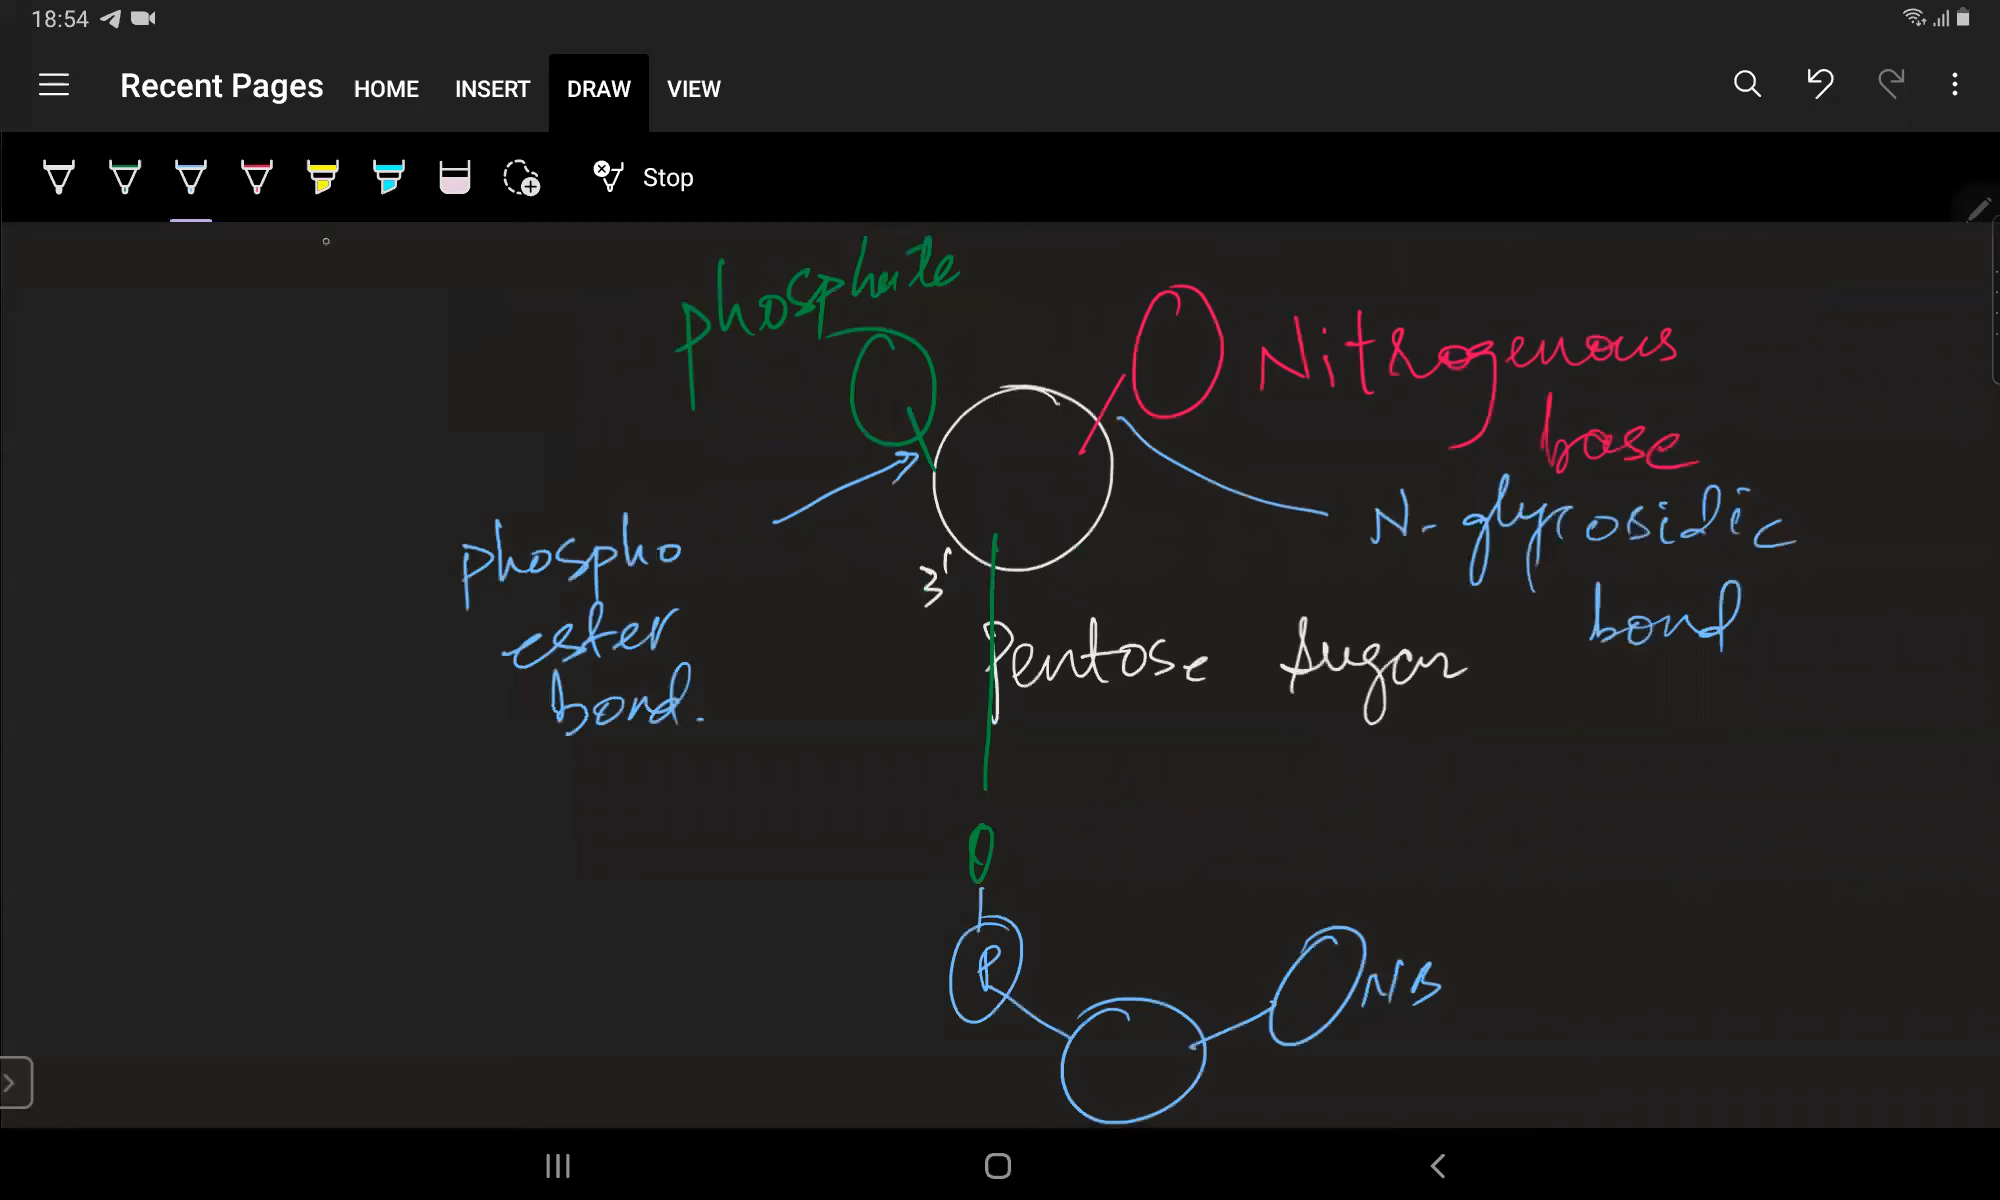 18:54
Recent Pages HOME INSERT DRAW VIEW
Stop
phosphate
Nitrogenous
base
N-glycosidic
bond
phospho
ester
bond.
3'
Pentose sugar
O
P
NB